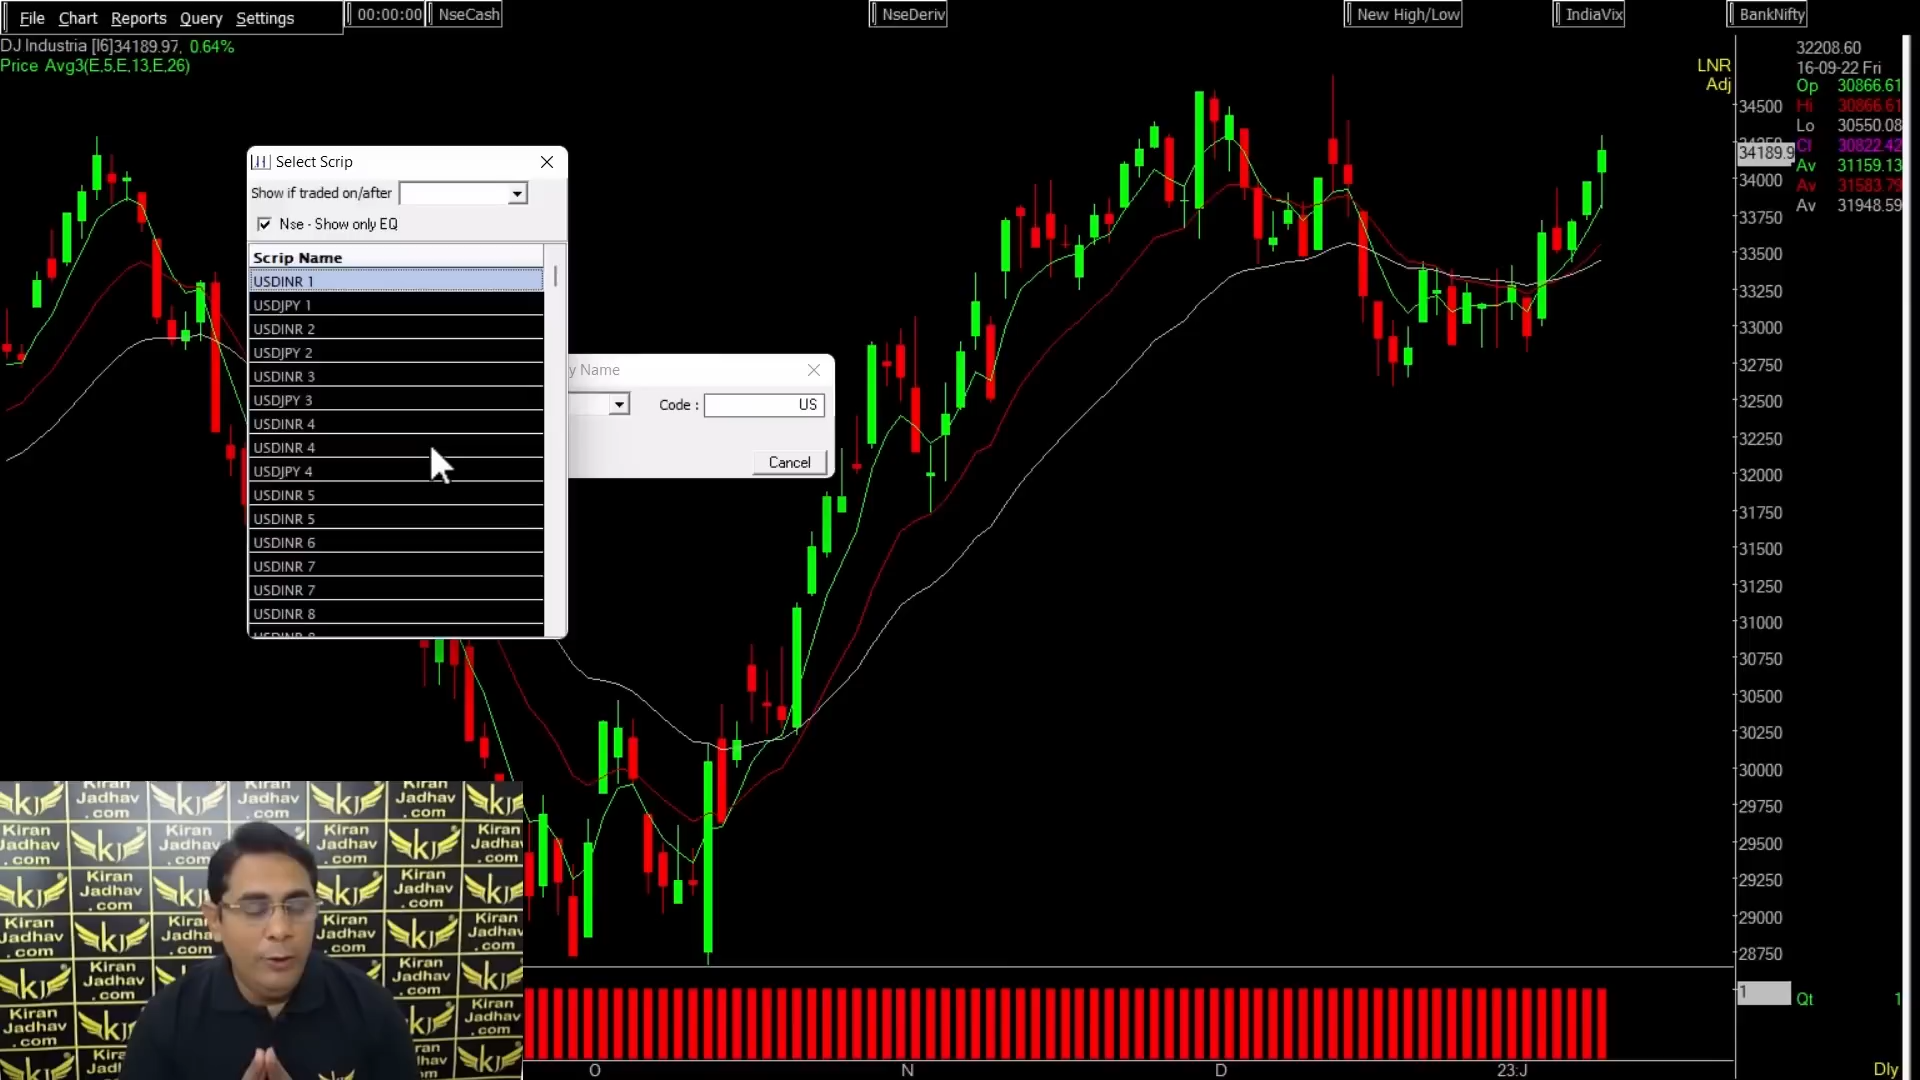 File Chart Reports Query Settings
00:00:00
NseCash
NseDeriv
New High/Low
IndiaVix
BankNifty
DJ Industria [I6]34189.97, 0.64%
Price Avg3(E,5,E,13,E,26)
LNR
Adj
32208.60
16-09-22 Fri
Op 30866.61
Hi 30866.61
Lo 30550.08
Cl 30822.42
Av 31159.13
Av 31583.79
Av 31948.59
34500
34189.9
34000
33750
33500
33250
33000
32750
32500
32250
32000
31750
31500
31250
31000
30750
30500
30250
30000
29750
29500
29250
29000
28750
Select Scrip
Show if traded on/after
Nse - Show only EQ
Scrip Name
USDINR 1
USDJPY 1
USDINR 2
USDJPY 2
USDINR 3
USDJPY 3
USDINR 4
USDINR 4
USDJPY 4
USDINR 5
USDINR 5
USDINR 6
USDINR 7
USDINR 7
USDINR 8
y Name
Code : US
Cancel
1
Qt 1
O N D 23:J
Dly
Kiran
Jadhav
.com
KJ